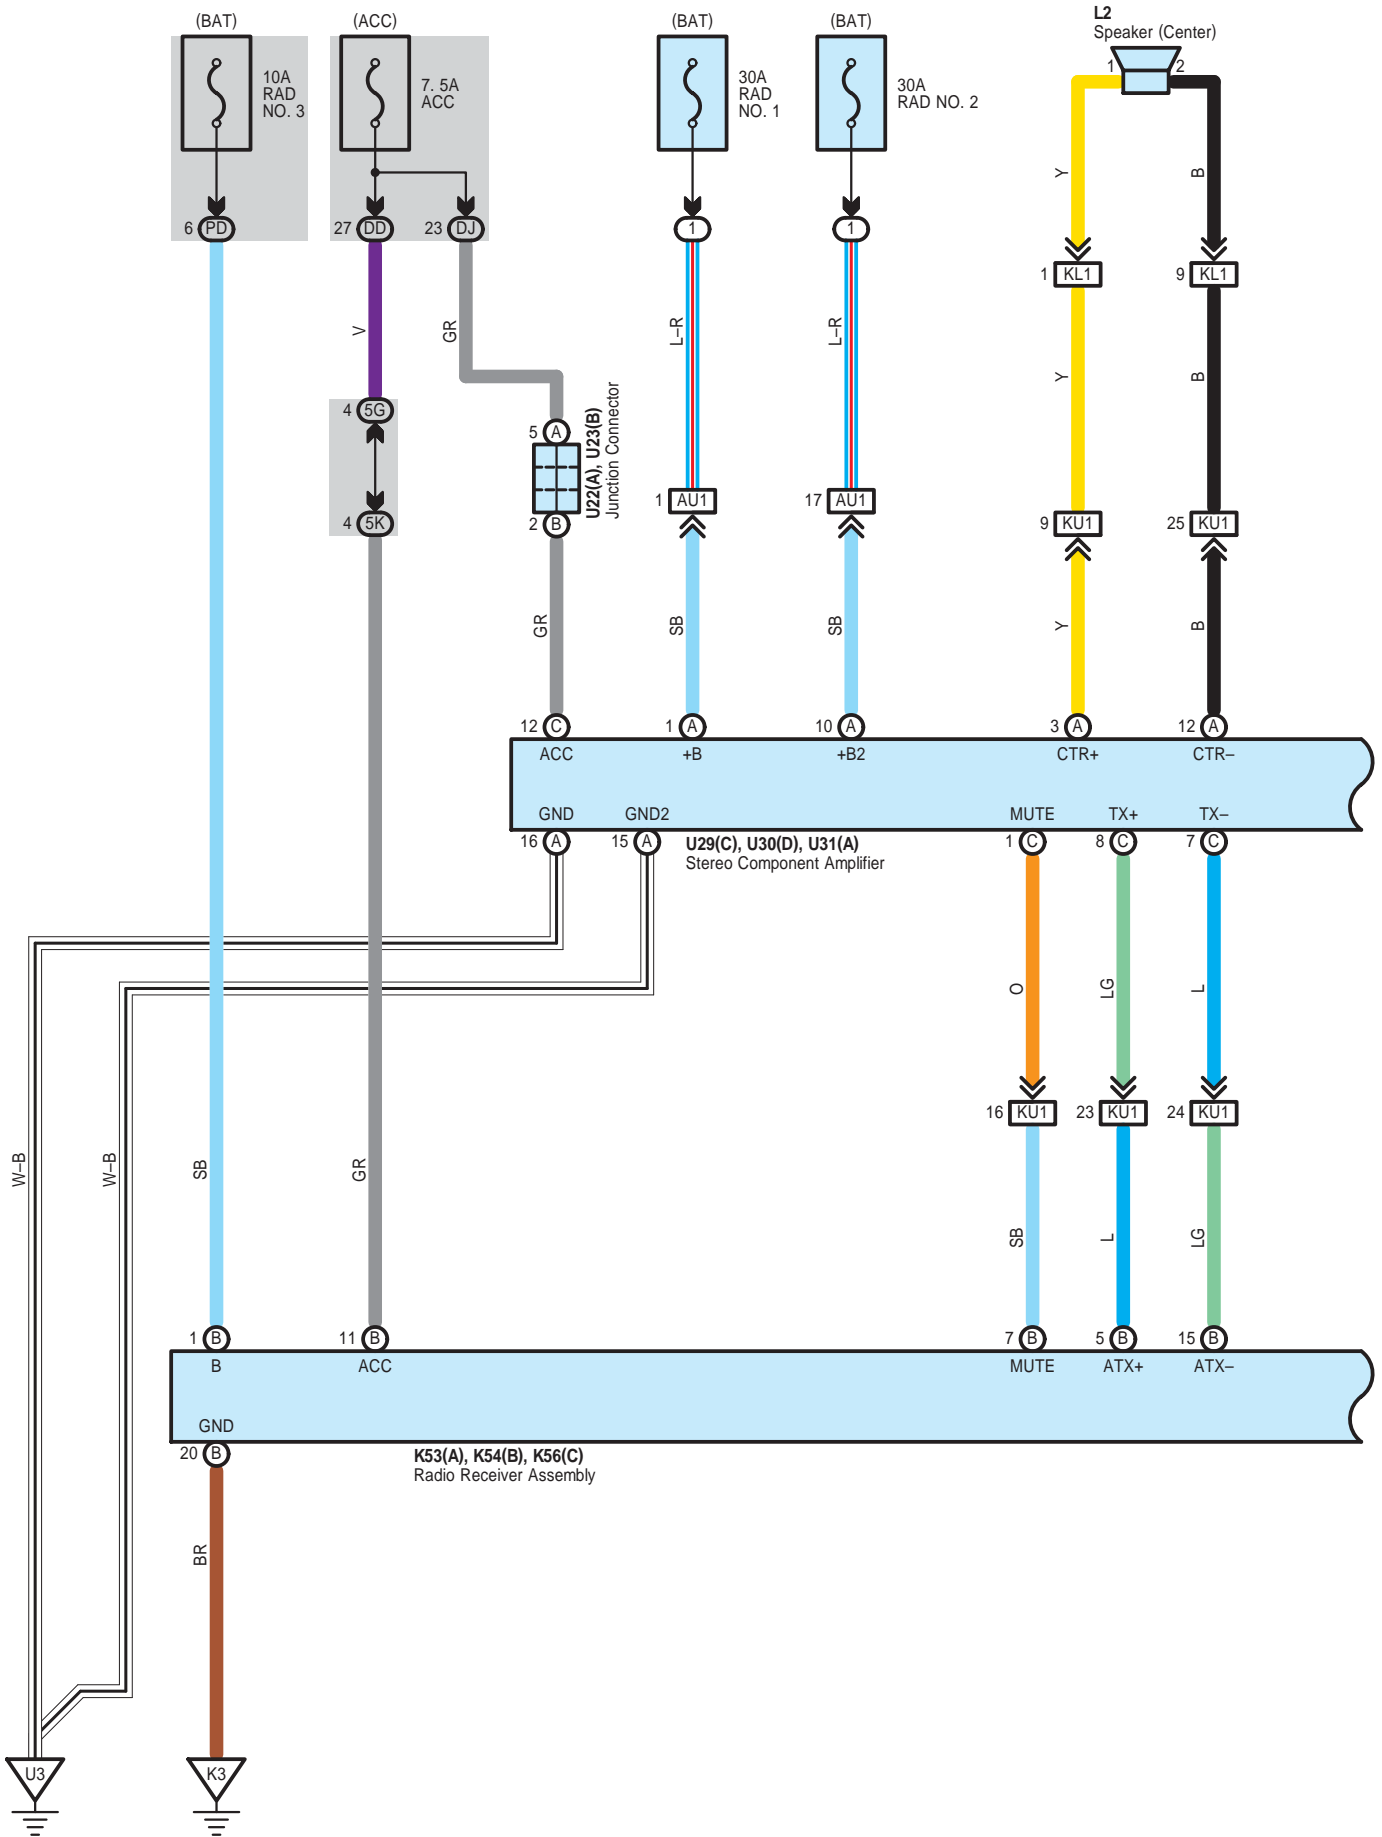 (BAT)
(ACC)
(BAT)
(BAT)
L2
Speaker (Center)
1
2
10A
RAD
NO. 3
7. 5A
ACC
30A
RAD
NO. 1
30A
RAD NO. 2
Y
B
6 PD
27 DD
23 DJ
1
1
1 KL1
9 KL1
V
GR
L–R
L–R
Y
B
4 5G
5 A
U22(A), U23(B)
Junction Connector
1 AU1
17 AU1
4 5K
2 B
9 KU1
25 KU1
GR
SB
SB
Y
B
12 C
1 A
10 A
3 A
12 A
ACC
+B
+B2
CTR+
CTR–
GND
GND2
MUTE
TX+
TX–
16 A
15 A
U29(C), U30(D), U31(A)
Stereo Component Amplifier
1 C
8 C
7 C
O
LG
L
16 KU1
23 KU1
24 KU1
W–B
W–B
SB
GR
SB
L
LG
1 B
11 B
7 B
5 B
15 B
B
ACC
MUTE
ATX+
ATX–
GND
20 B
K53(A), K54(B), K56(C)
Radio Receiver Assembly
BR
U3
K3